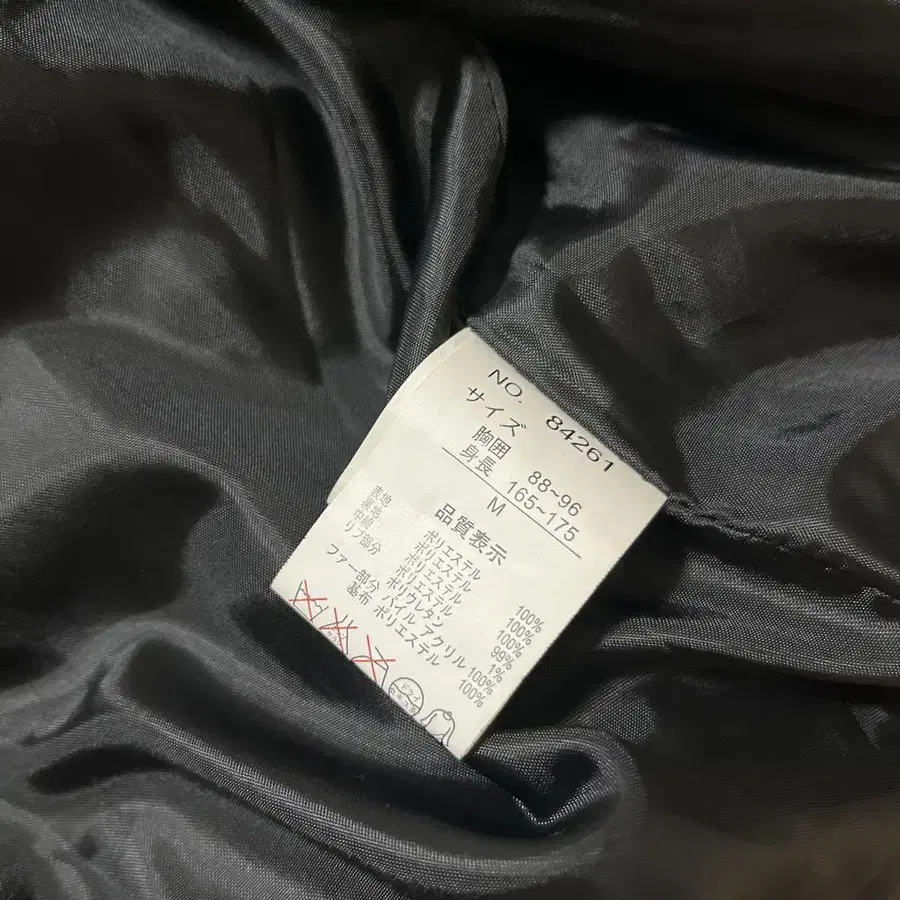 NO. 84261
サイズ
胸囲 88~96
身長 165~175
M
品質表示
表地 ポリエステル 100%
裏地 ポリエステル 100%
中綿 ポリエステル 100%
リブ部分 ポリエステル 99%
ポリウレタン 1%
ファー部分 パイル アクリル 100%
基布 ポリエステル 100%
ドライ